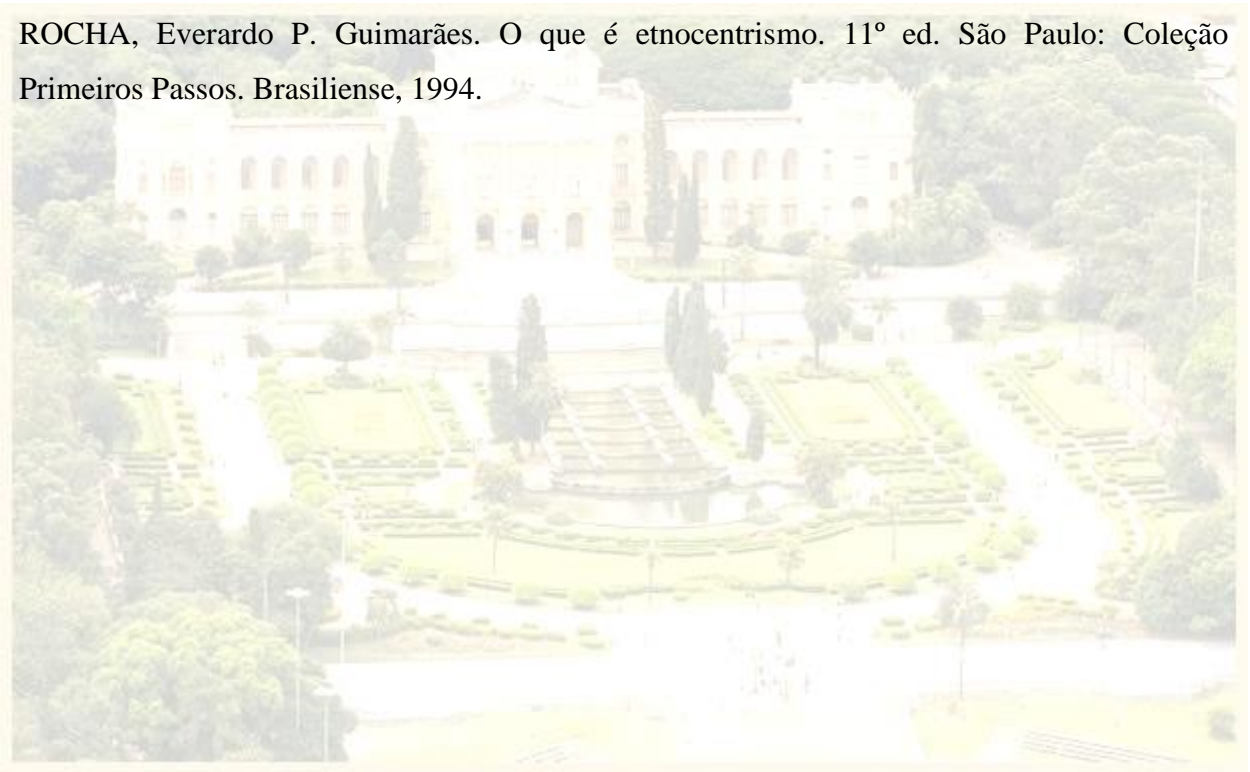 ROCHA, Everardo P. Guimarães. O que é etnocentrismo. 11º ed. São Paulo: Coleção
Primeiros Passos. Brasiliense, 1994.